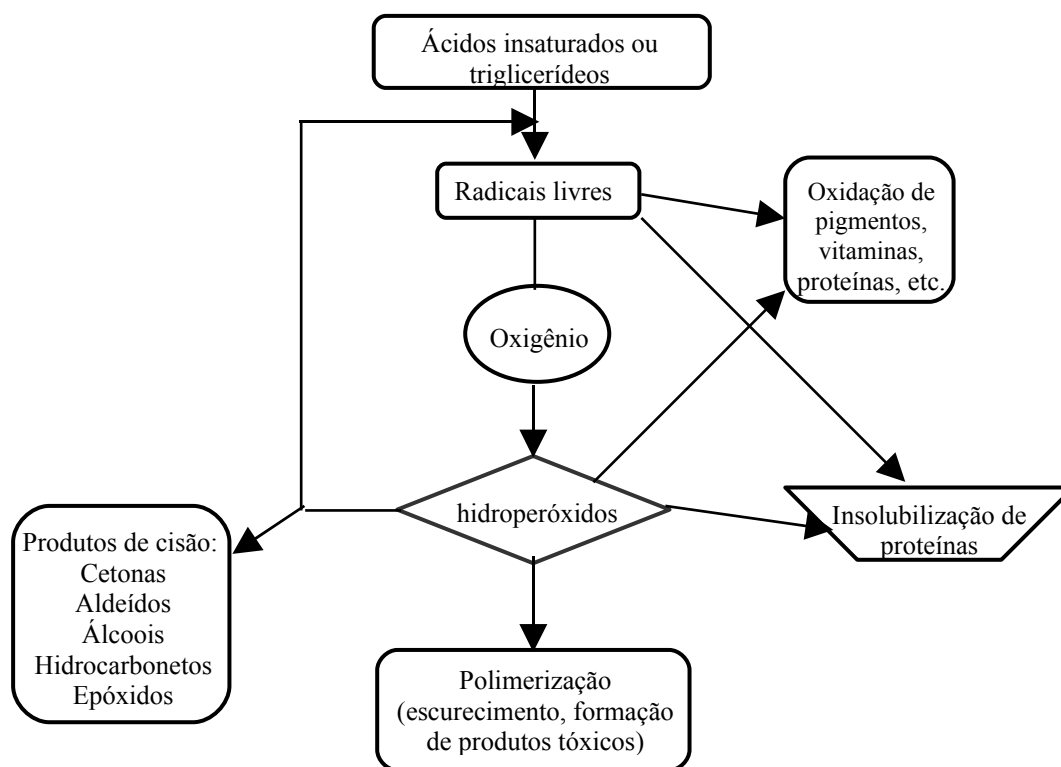 Ácidos insaturados ou
triglicerídeos
Radicais livres
Oxidação de
pigmentos,
vitaminas,
proteínas, etc.
Oxigênio
hidroperóxidos
Insolubilização de
proteínas
Produtos de cisão:
Cetonas
Aldeídos
Álcoois
Hidrocarbonetos
Epóxidos
Polimerização
(escurecimento, formação
de produtos tóxicos)